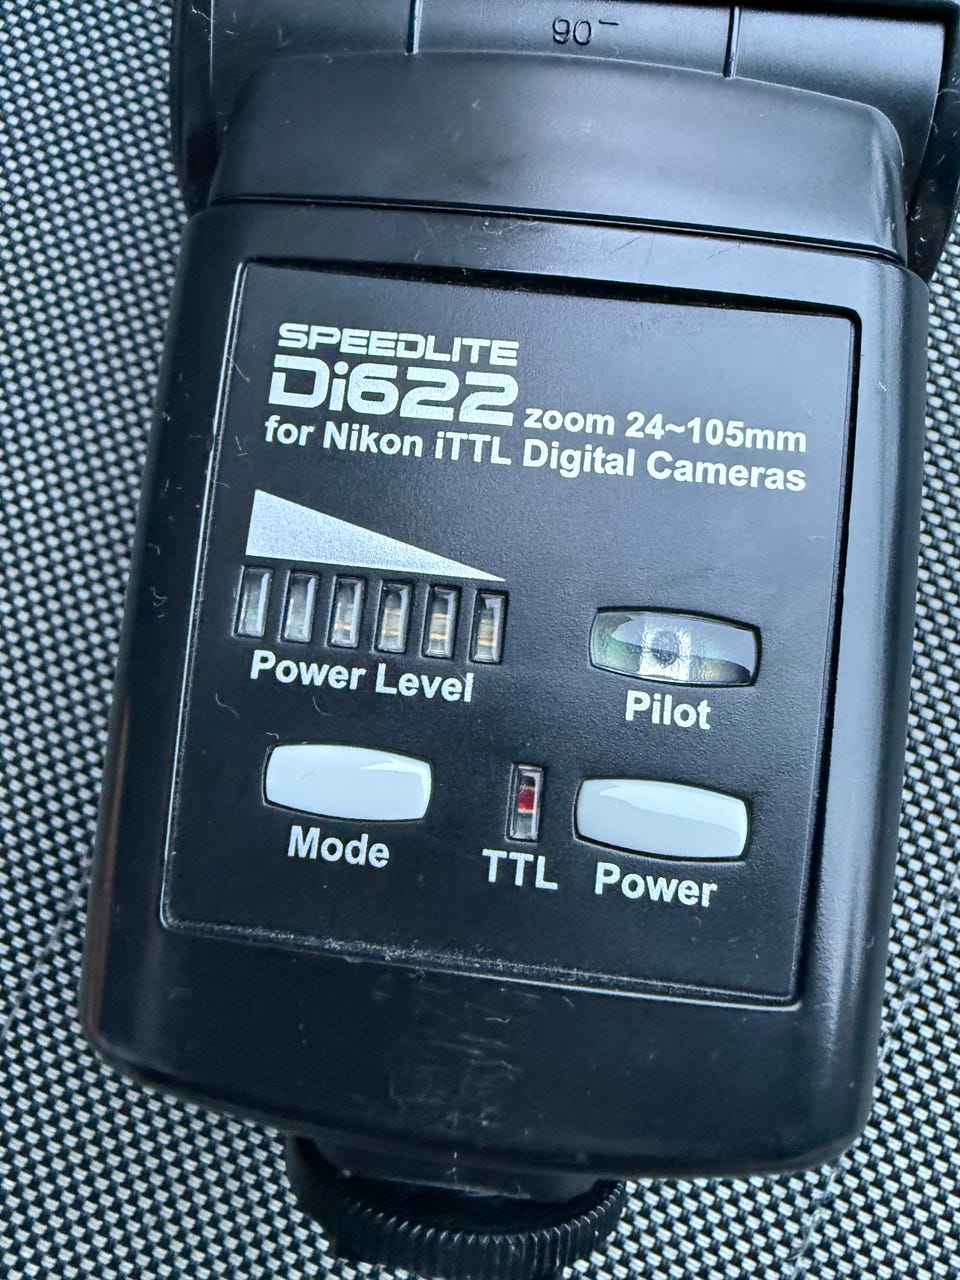 90
SPEEDLITE
Di622 zoom 24~105mm
for Nikon iTTL Digital Cameras
Power Level
Pilot
Mode
TTL
Power